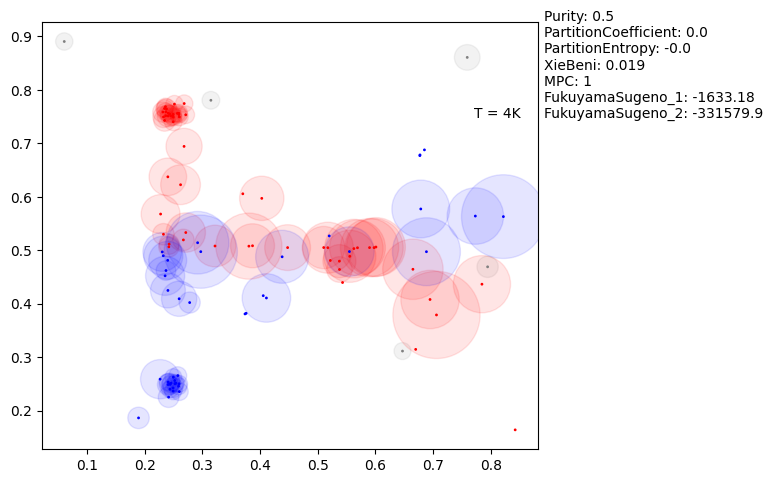 Purity: 0.5
PartitionCoefficient: 0.0
PartitionEntropy: -0.0
XieBeni: 0.019
MPC: 1
FukuyamaSugeno_1: -1633.18
FukuyamaSugeno_2: -331579.9
T = 4K
0.9
0.8
0.7
0.6
0.5
0.4
0.3
0.2
0.1 0.2 0.3 0.4 0.5 0.6 0.7 0.8